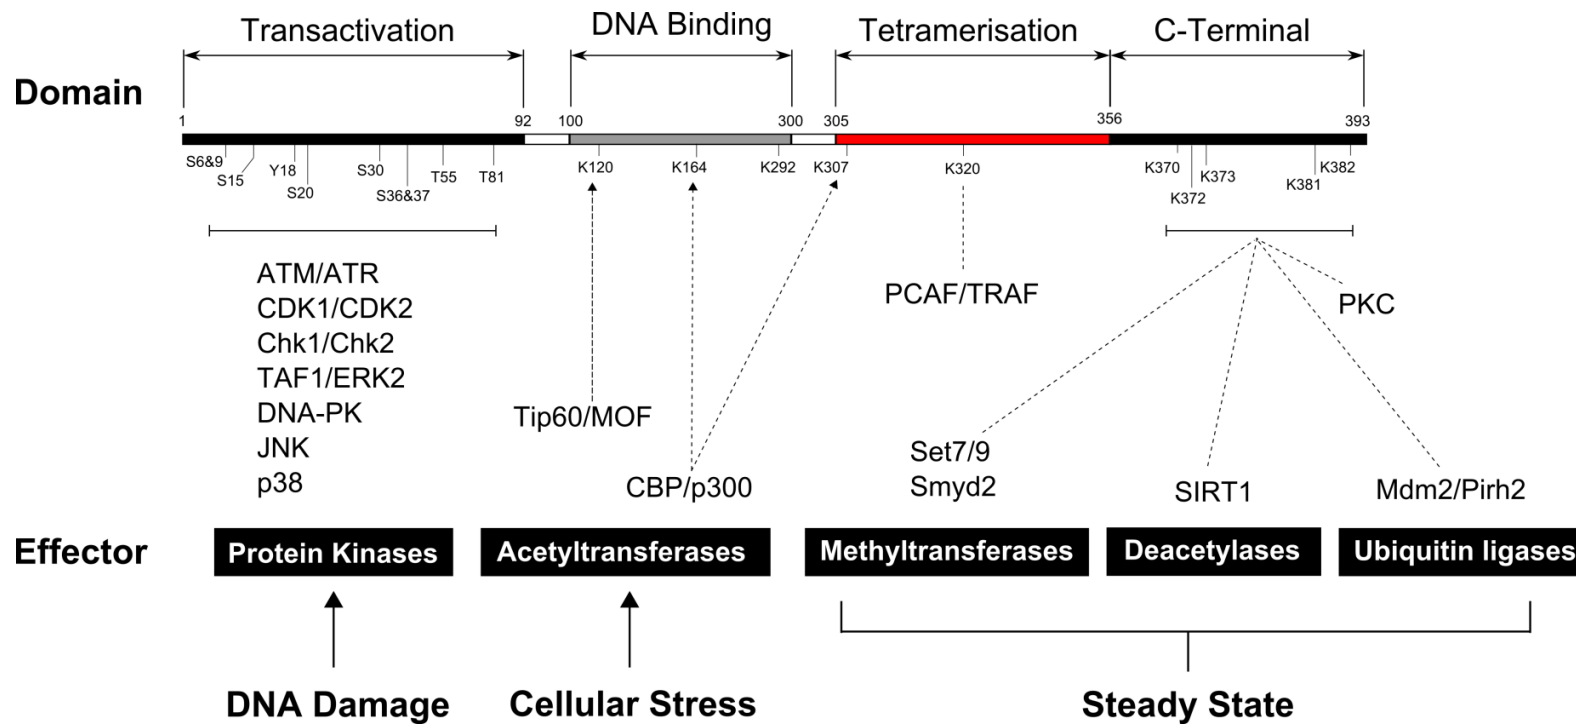 Transactivation
DNA Binding
Tetramerisation
C-Terminal
Domain
1
92
100
300
305
356
393
S6&9
S15
Y18
S20
S30
S36&37
T55
T81
K120
K164
K292
K307
K320
K370
K372
K373
K381
K382
ATM/ATR
CDK1/CDK2
Chk1/Chk2
TAF1/ERK2
DNA-PK
JNK
p38
Tip60/MOF
CBP/p300
PCAF/TRAF
PKC
Set7/9
Smyd2
SIRT1
Mdm2/Pirh2
Effector
Protein Kinases
Acetyltransferases
Methyltransferases
Deacetylases
Ubiquitin ligases
DNA Damage
Cellular Stress
Steady State